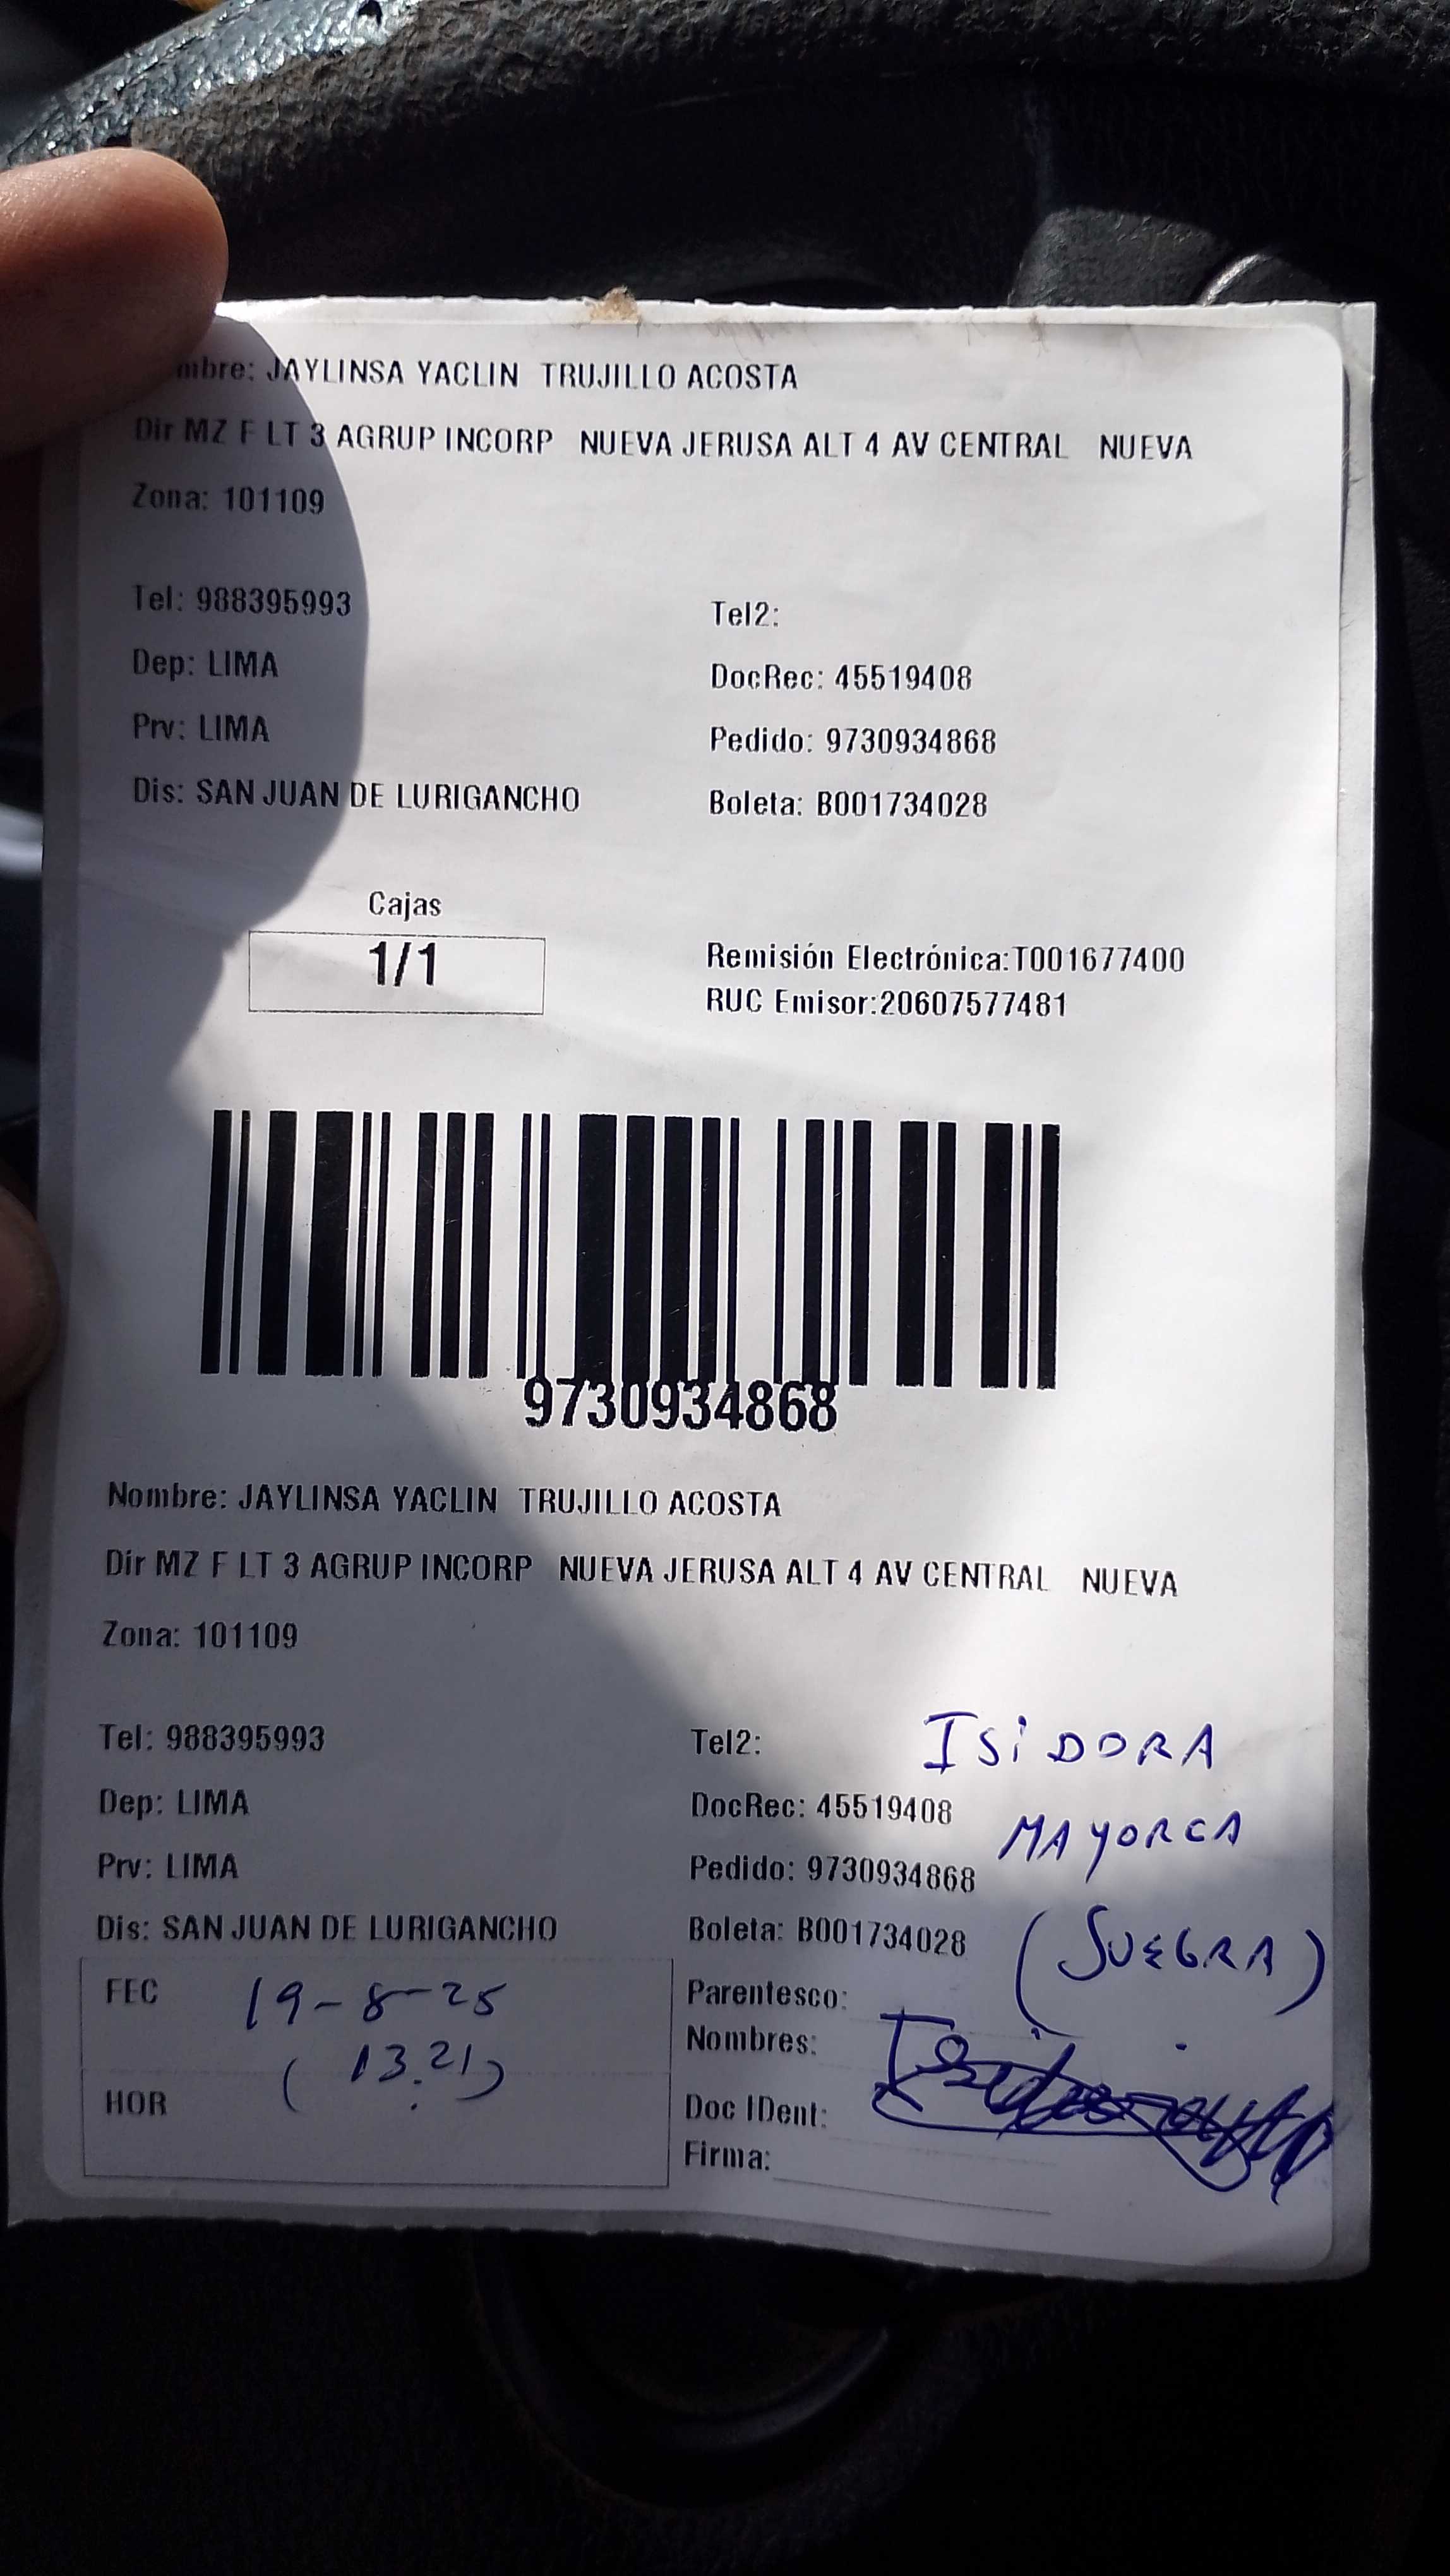 mbre: JAYLINSA YACLIN TRUJILLO ACOSTA
Dir MZ F LT 3 AGRUP INCORP NUEVA JERUSA ALT 4 AV CENTRAL NUEVA
Zona: 101109
Tel: 988395993 Tel2:
Dep: LIMA DocRec: 45519408
Prv: LIMA Pedido: 9730934868
Dis: SAN JUAN DE LURIGANCHO Boleta: B001734028
Cajas
1/1 Remisión Electrónica:T001677400
RUC Emisor:20607577481
9730934868
Nombre: JAYLINSA YACLIN TRUJILLO ACOSTA
Dir MZ F LT 3 AGRUP INCORP NUEVA JERUSA ALT 4 AV CENTRAL NUEVA
Zona: 101109
Tel: 988395993 Tel2: ISIDORA
Dep: LIMA DocRec: 45519408 MAYORCA
Prv: LIMA Pedido: 9730934868
Dis: SAN JUAN DE LURIGANCHO Boleta: B001734028 (SUEGRA)
FEC 19-8-25 Parentesco:
(13.21) Nombres:
HOR Doc IDent:
Firma: